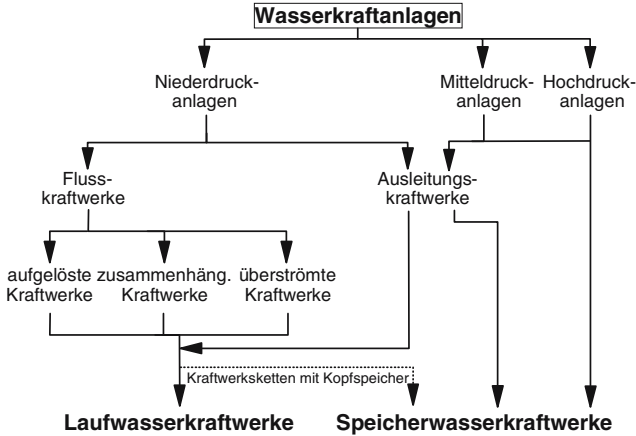 Wasserkraftanlagen
Niederdruck-
anlagen
Mitteldruck-
anlagen
Hochdruck-
anlagen
Fluss-
kraftwerke
Ausleitungs-
kraftwerke
aufgelöste
Kraftwerke
zusammenhäng.
Kraftwerke
überströmte
Kraftwerke
Kraftwerksketten mit Kopfspeicher
Laufwasserkraftwerke
Speicherwasserkraftwerke